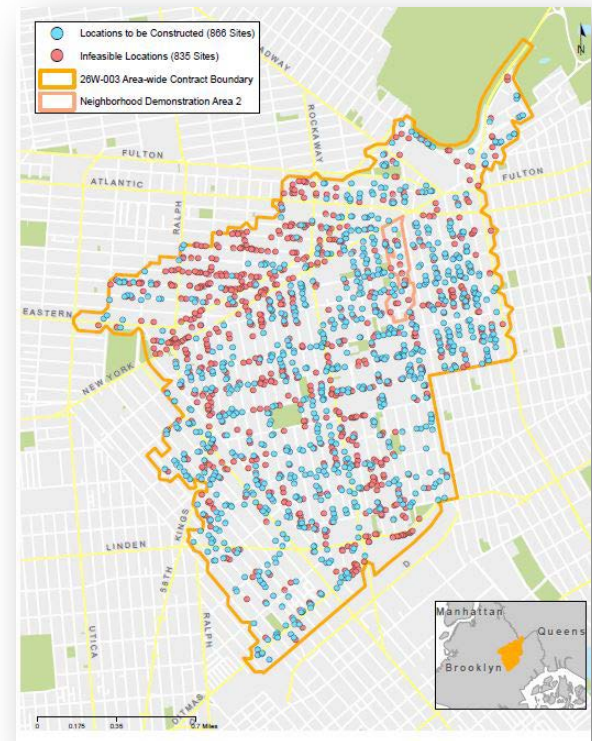 Locations to be Constructed (866 Sites)
Infeasible Locations (835 Sites)
26W-003 Area-wide Contract Boundary
Neighborhood Demonstration Area 2
N
ROCKAWAY
FULTON
ATLANTIC
RALPH
FULTON
EASTERN
NEW YORK
LINDEN
KINGS
58TH
RALPH
UTICA
D
DITMAS
Manhattan
Queens
Brooklyn
0 0.175 0.35 0.7 Miles